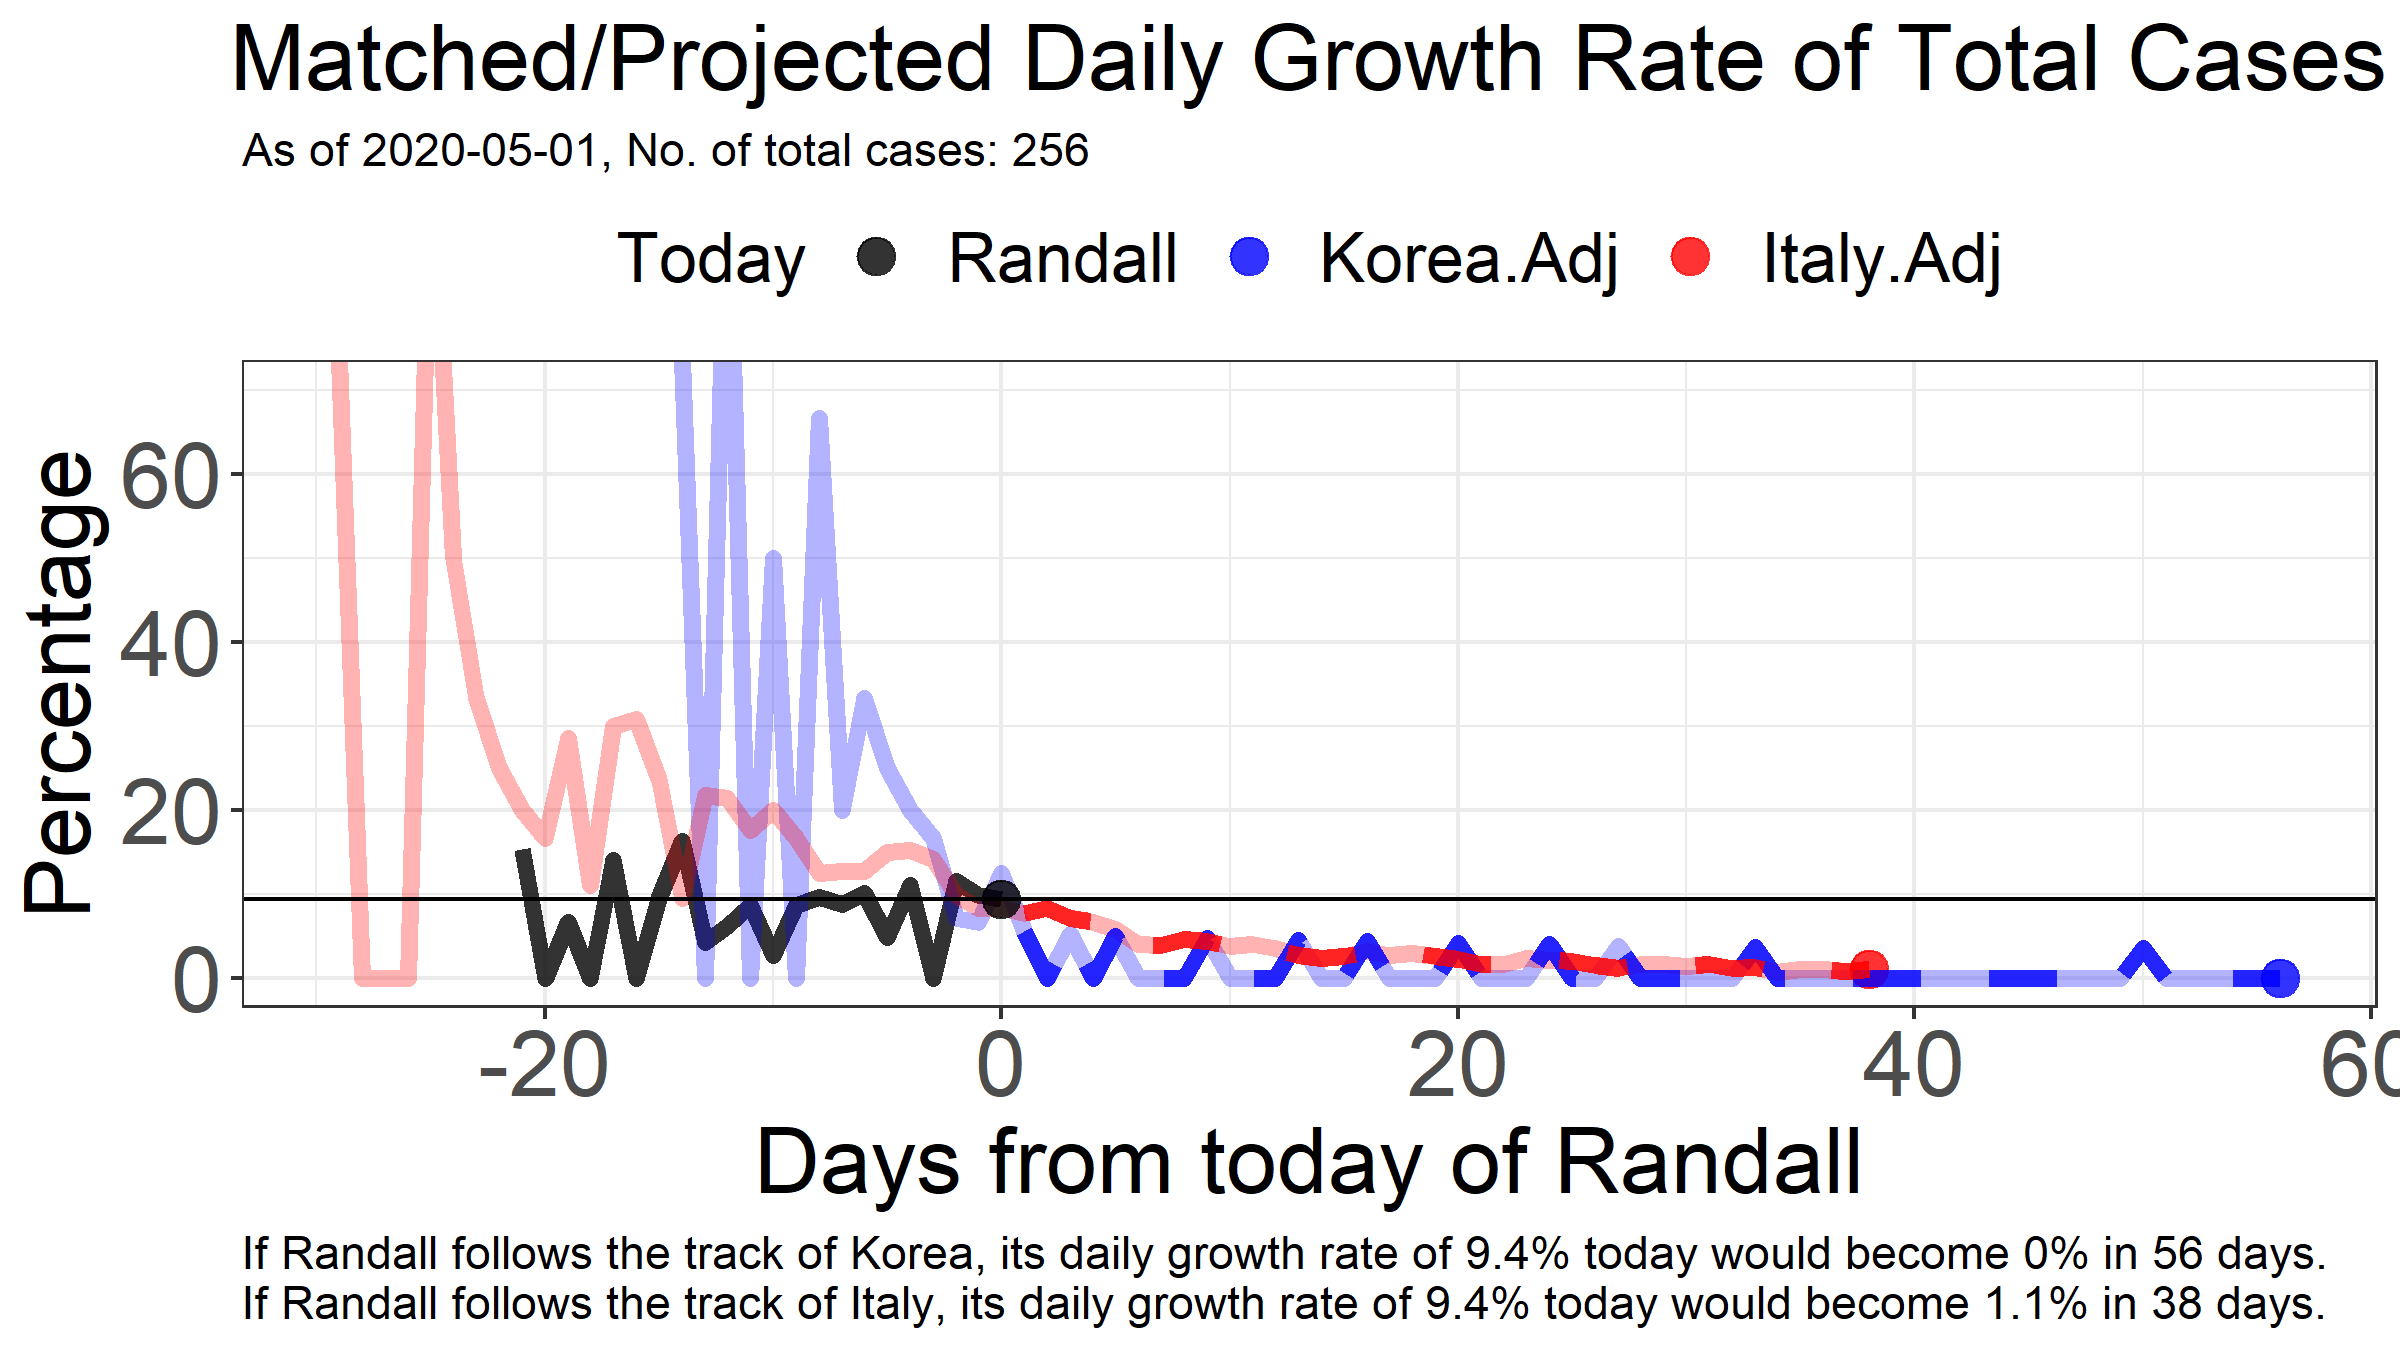 Matched/Projected Daily Growth Rate of Total Cases
As of 2020-05-01, No. of total cases: 256
Today Randall Korea.Adj Italy.Adj
Percentage
60
40
20
0
-20 0 20 40 60
Days from today of Randall
If Randall follows the track of Korea, its daily growth rate of 9.4% today would become 0% in 56 days.
If Randall follows the track of Italy, its daily growth rate of 9.4% today would become 1.1% in 38 days.